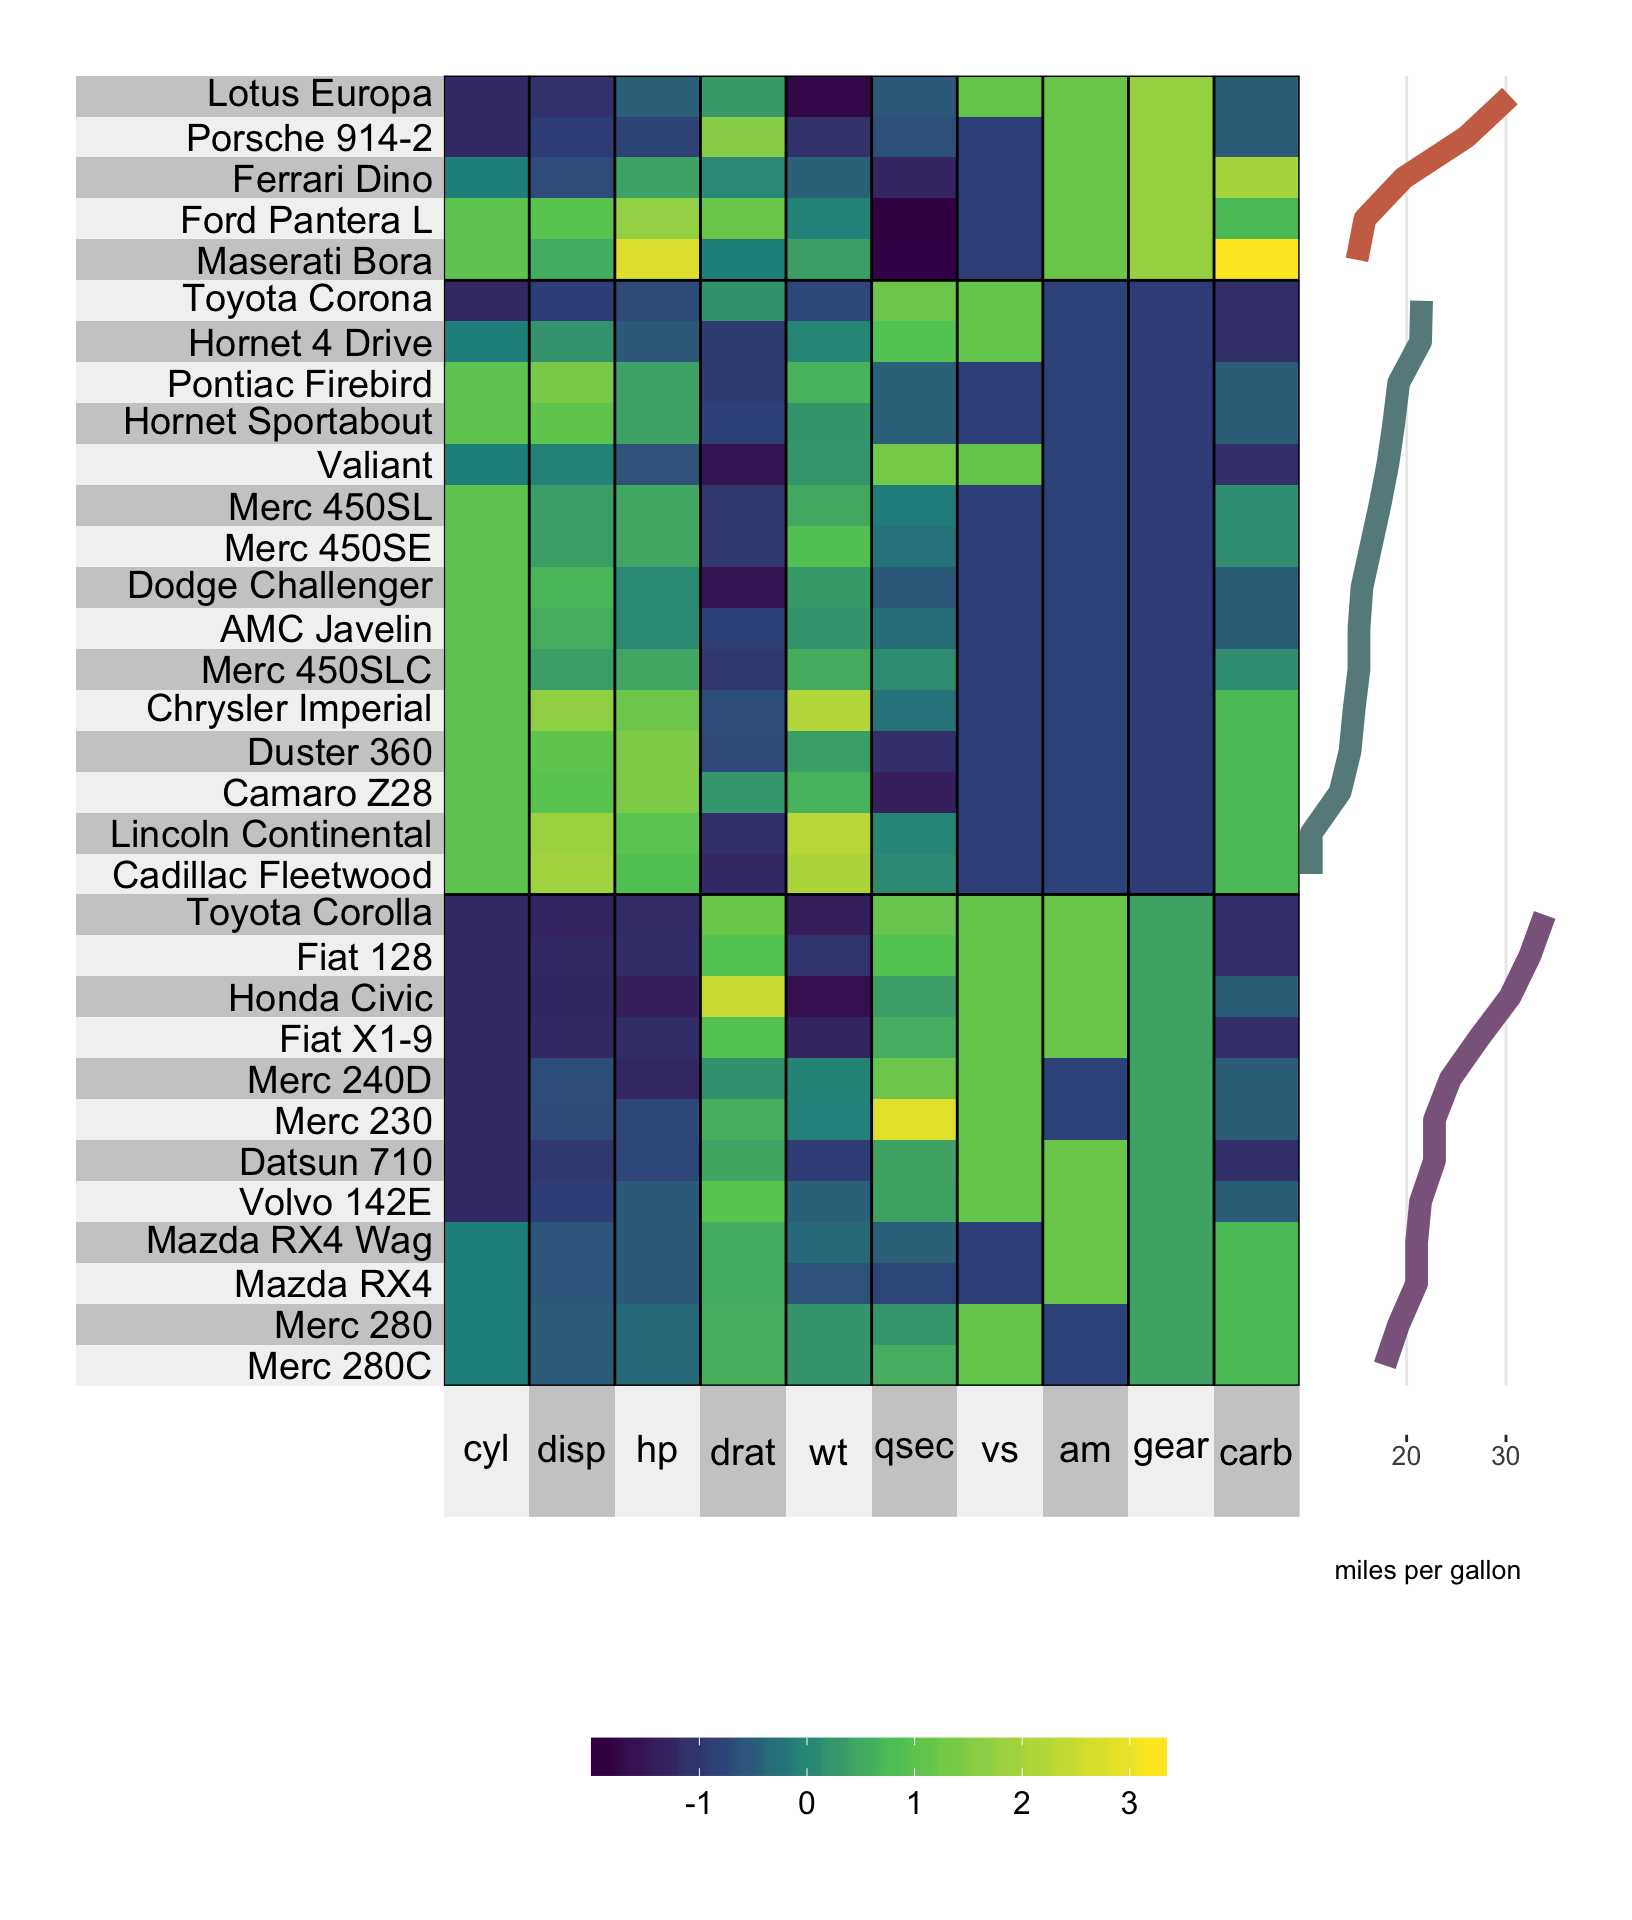 Lotus Europa
Porsche 914-2
Ferrari Dino
Ford Pantera L
Maserati Bora
Toyota Corona
Hornet 4 Drive
Pontiac Firebird
Hornet Sportabout
Valiant
Merc 450SL
Merc 450SE
Dodge Challenger
AMC Javelin
Merc 450SLC
Chrysler Imperial
Duster 360
Camaro Z28
Lincoln Continental
Cadillac Fleetwood
Toyota Corolla
Fiat 128
Honda Civic
Fiat X1-9
Merc 240D
Merc 230
Datsun 710
Volvo 142E
Mazda RX4 Wag
Mazda RX4
Merc 280
Merc 280C
cyl disp hp drat wt qsec vs am gear carb 20 30
miles per gallon
-1 0 1 2 3